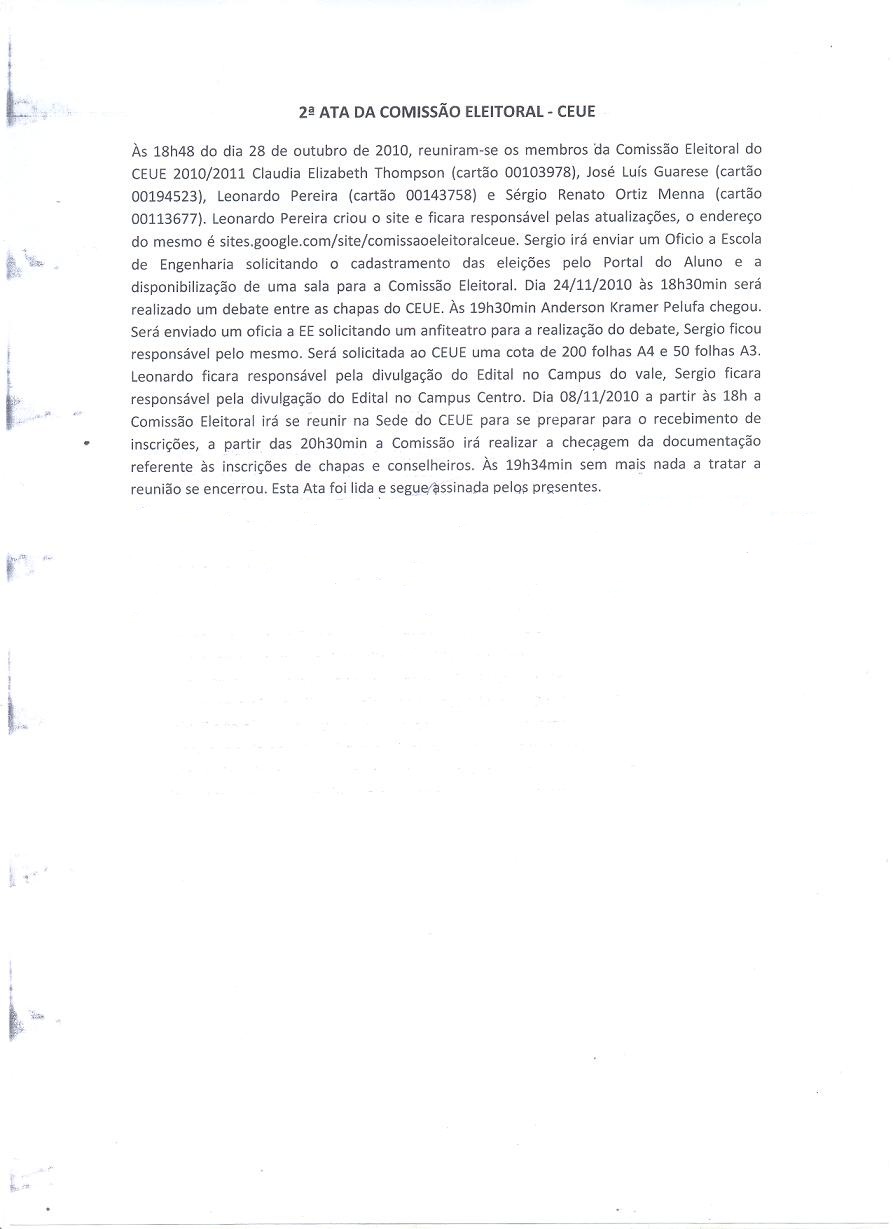 2ª ATA DA COMISSÃO ELEITORAL - CEUE
Às 18h48 do dia 28 de outubro de 2010, reuniram-se os membros da Comissão Eleitoral do
CEUE 2010/2011 Claudia Elizabeth Thompson (cartão 00103978), José Luís Guarese (cartão
00194523), Leonardo Pereira (cartão 00143758) e Sérgio Renato Ortiz Menna (cartão
00113677). Leonardo Pereira criou o site e ficara responsável pelas atualizações, o endereço
do mesmo é sites.google.com/site/comissaoeleitoralceue. Sergio irá enviar um Oficio a Escola
de Engenharia solicitando o cadastramento das eleições pelo Portal do Aluno e a
disponibilização de uma sala para a Comissão Eleitoral. Dia 24/11/2010 às 18h30min será
realizado um debate entre as chapas do CEUE. Às 19h30min Anderson Kramer Pelufa chegou.
Será enviado um oficia a EE solicitando um anfiteatro para a realização do debate, Sergio ficou
responsável pelo mesmo. Será solicitada ao CEUE uma cota de 200 folhas A4 e 50 folhas A3.
Leonardo ficara responsável pela divulgação do Edital no Campus do vale, Sergio ficara
responsável pela divulgação do Edital no Campus Centro. Dia 08/11/2010 a partir às 18h a
Comissão Eleitoral irá se reunir na Sede do CEUE para se preparar para o recebimento de
inscrições, a partir das 20h30min a Comissão irá realizar a checagem da documentação
referente às inscrições de chapas e conselheiros. Às 19h34min sem mais nada a tratar a
reunião se encerrou. Esta Ata foi lida e segue assinada pelos presentes.